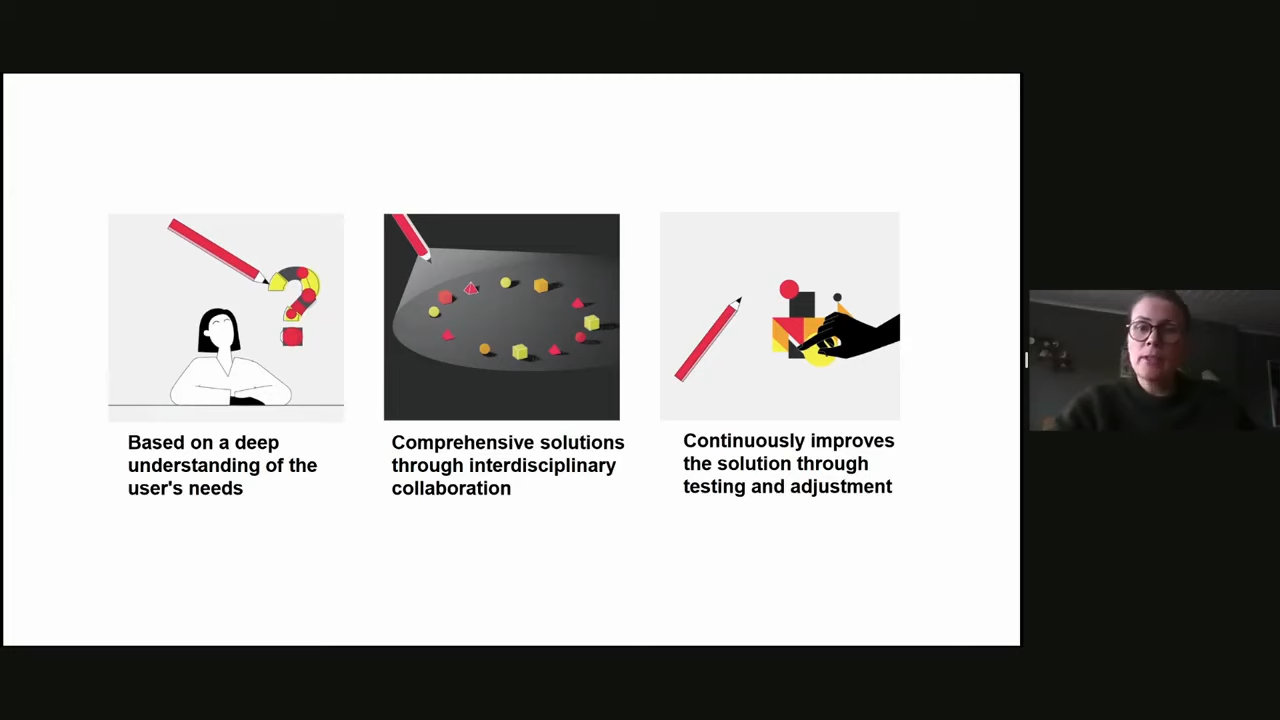 Based on a deep
understanding of the
user's needs
Comprehensive solutions
through interdisciplinary
collaboration
Continuously improves
the solution through
testing and adjustment